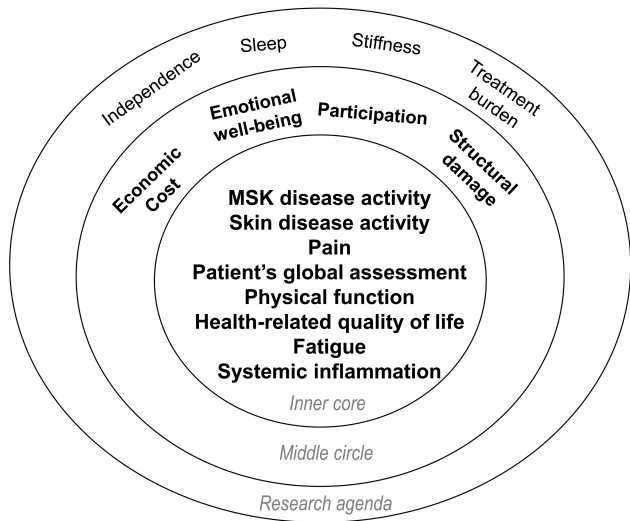 Independence
Sleep
Stiffness
Treatment
burden
Economic
Cost
Emotional
well-being
Participation
Structural
damage
MSK disease activity
Skin disease activity
Pain
Patient's global assessment
Physical function
Health-related quality of life
Fatigue
Systemic inflammation
Inner core
Middle circle
Research agenda